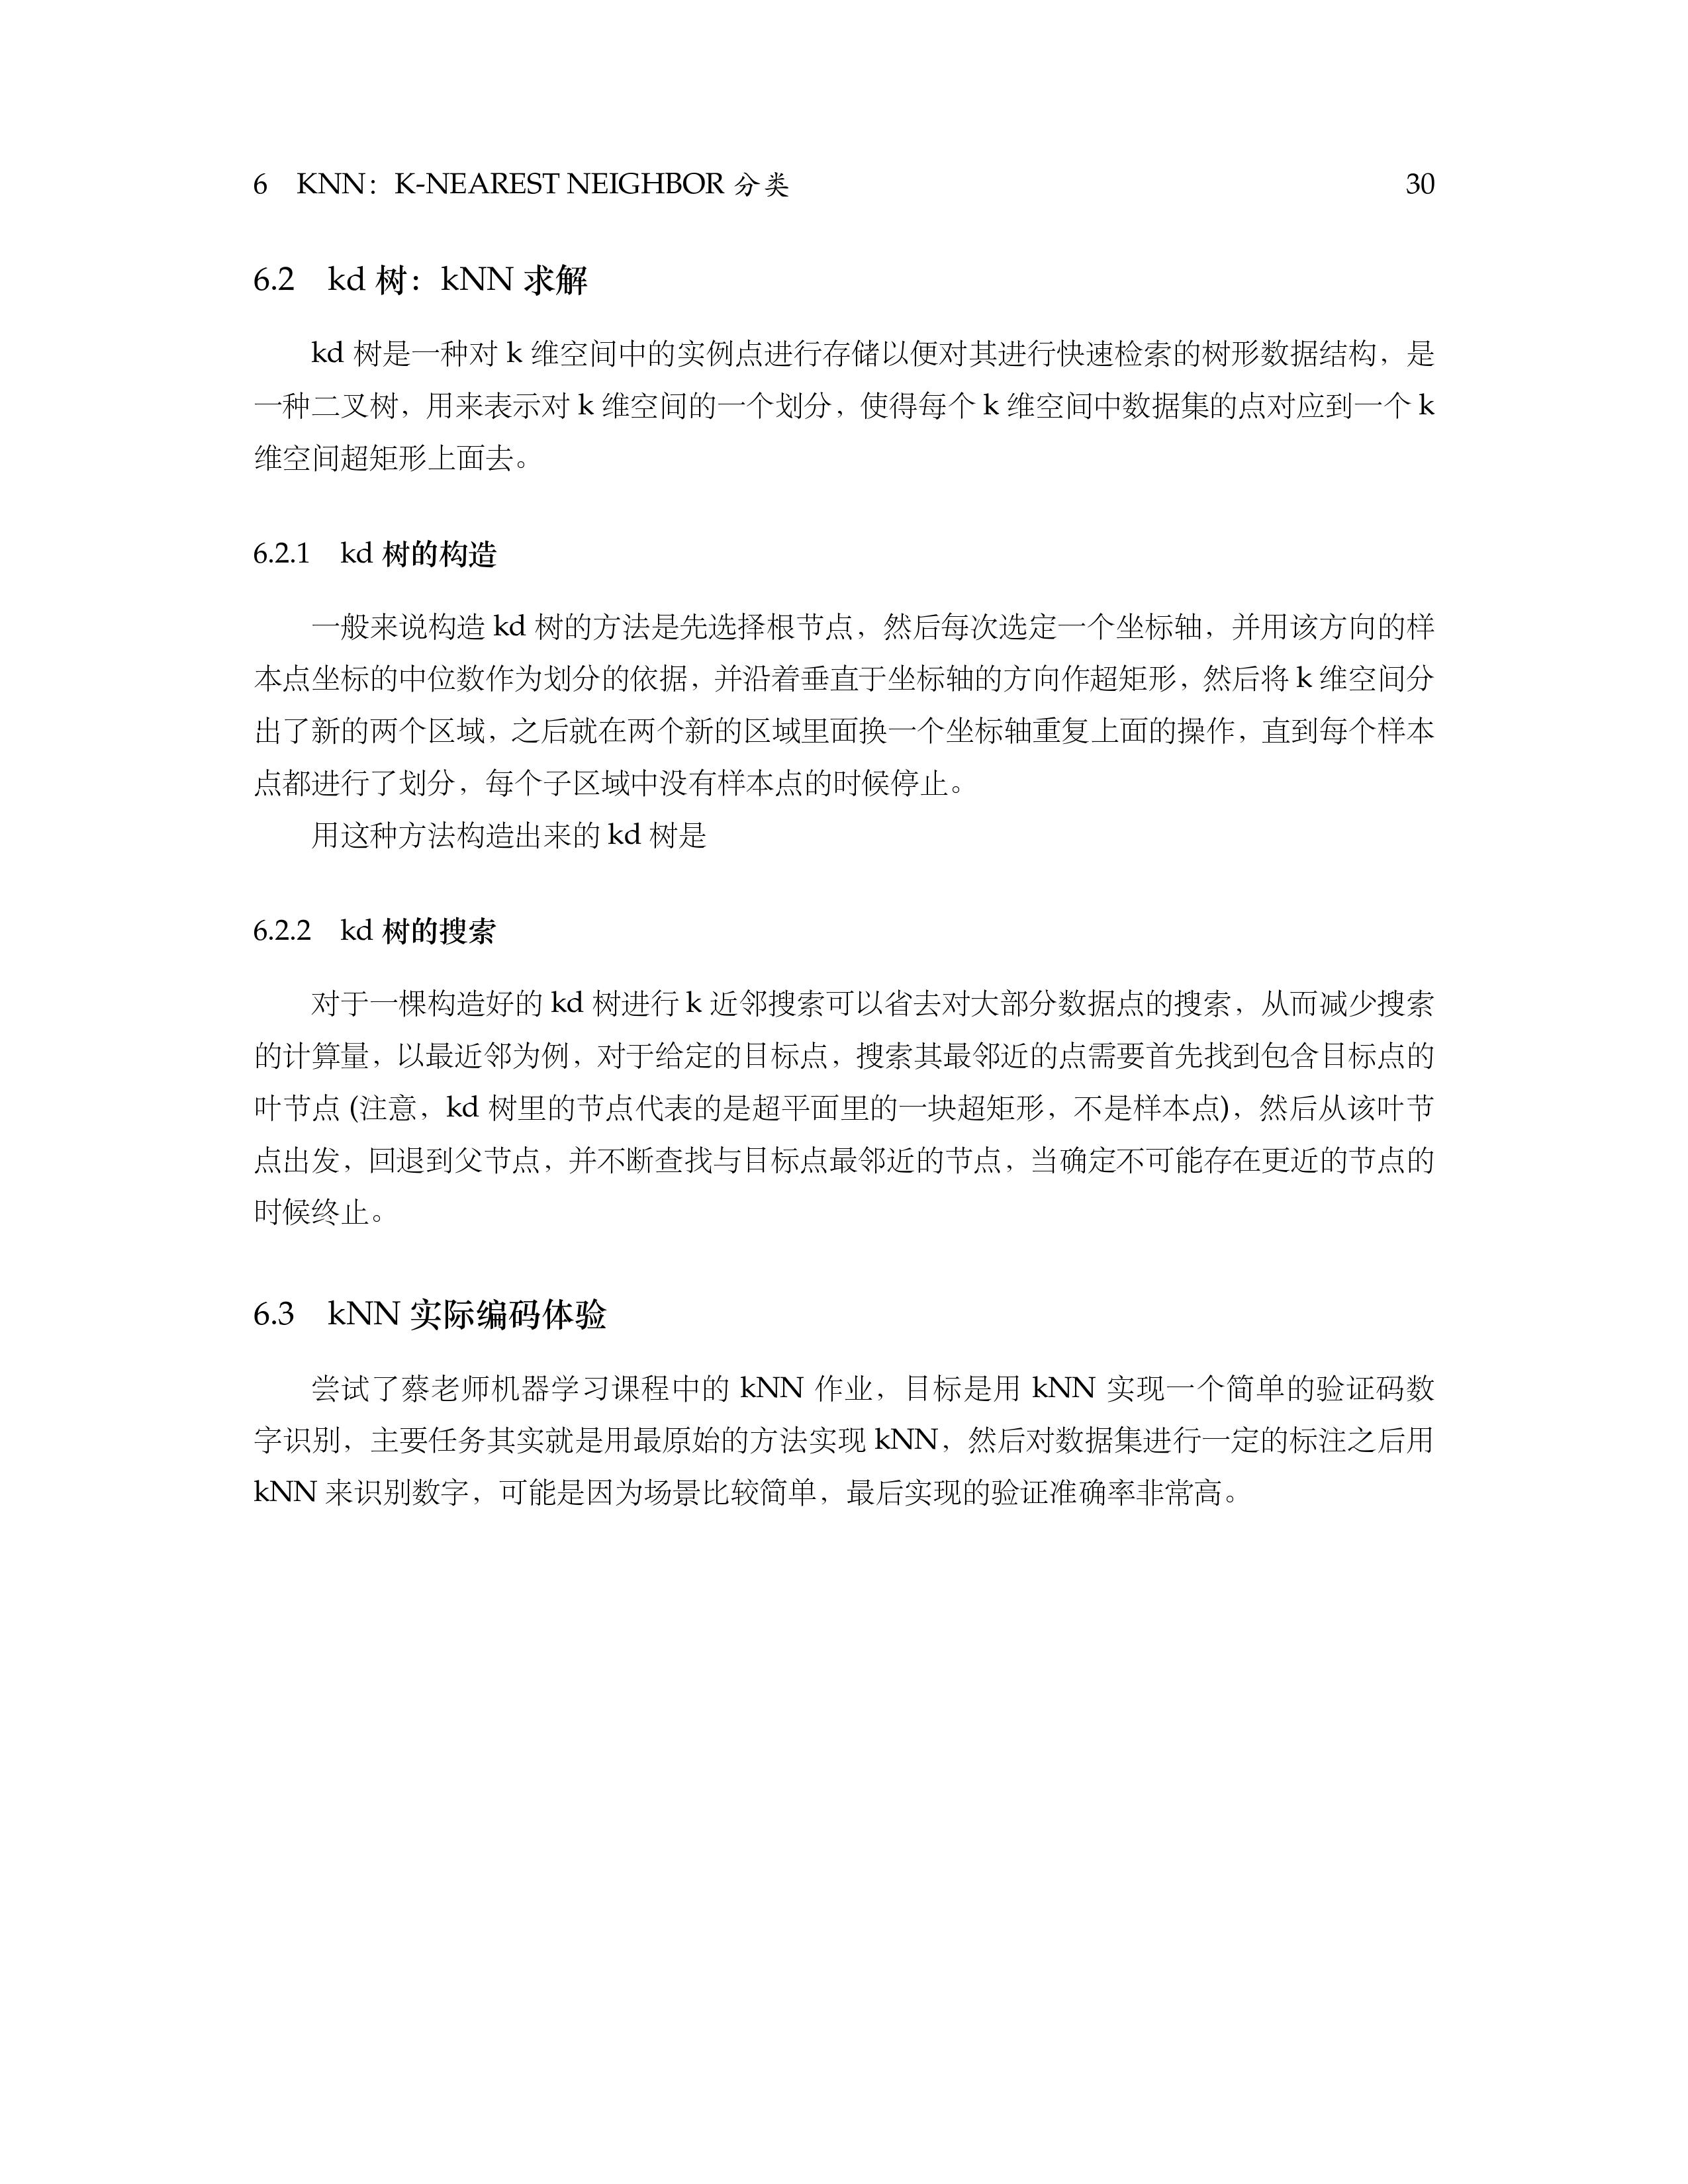 6 KNN：K-NEAREST NEIGHBOR 分类 30
6.2 kd 树：kNN 求解
kd 树是一种对 k 维空间中的实例点进行存储以便对其进行快速检索的树形数据结构，是
一种二叉树，用来表示对 k 维空间的一个划分，使得每个 k 维空间中数据集的点对应到一个 k
维空间超矩形上面去。
6.2.1 kd 树的构造
一般来说构造 kd 树的方法是先选择根节点，然后每次选定一个坐标轴，并用该方向的样
本点坐标的中位数作为划分的依据，并沿着垂直于坐标轴的方向作超矩形，然后将 k 维空间分
出了新的两个区域，之后就在两个新的区域里面换一个坐标轴重复上面的操作，直到每个样本
点都进行了划分，每个子区域中没有样本点的时候停止。
用这种方法构造出来的 kd 树是
6.2.2 kd 树的搜索
对于一棵构造好的 kd 树进行 k 近邻搜索可以省去对大部分数据点的搜索，从而减少搜索
的计算量，以最近邻为例，对于给定的目标点，搜索其最邻近的点需要首先找到包含目标点的
叶节点 (注意，kd 树里的节点代表的是超平面里的一块超矩形，不是样本点)，然后从该叶节
点出发，回退到父节点，并不断查找与目标点最邻近的节点，当确定不可能存在更近的节点的
时候终止。
6.3 kNN 实际编码体验
尝试了蔡老师机器学习课程中的 kNN 作业，目标是用 kNN 实现一个简单的验证码数
字识别，主要任务其实就是用最原始的方法实现 kNN，然后对数据集进行一定的标注之后用
kNN 来识别数字，可能是因为场景比较简单，最后实现的验证准确率非常高。